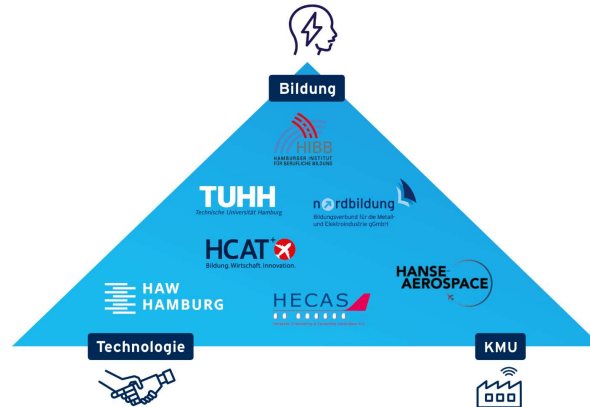 Bildung
HIBB
HAMBURGER INSTITUT
FÜR BERUFLICHE BILDUNG
TUHH
Technische Universität Hamburg
nordbildung
Bildungsverbund für die Metall-
und Elektroindustrie gGmbH
HCAT+
Bildung. Wirtschaft. Innovation.
HANSE-
AEROSPACE
HAW
HAMBURG
HECAS
Technologie
KMU